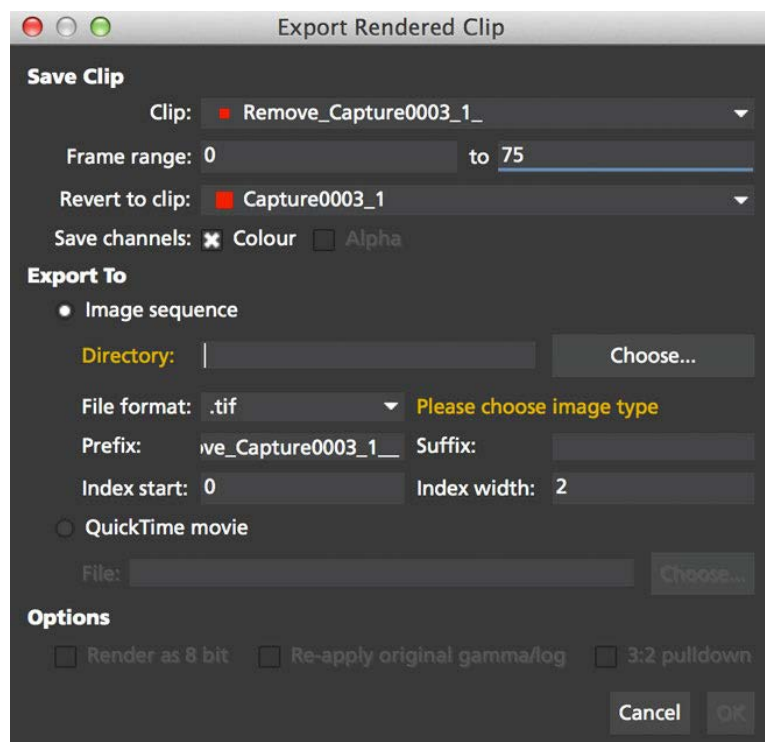 Export Rendered Clip
Save Clip
Clip: Remove_Capture0003_1_
Frame range: 0 to 75
Revert to clip: Capture0003_1
Save channels: Colour Alpha
Export To
Image sequence
Directory: Choose...
File format: .tif Please choose image type
Prefix: ve_Capture0003_1__ Suffix:
Index start: 0 Index width: 2
QuickTime movie
File: Choose...
Options
Render as 8 bit Re-apply original gamma/log 3:2 pulldown
Cancel OK